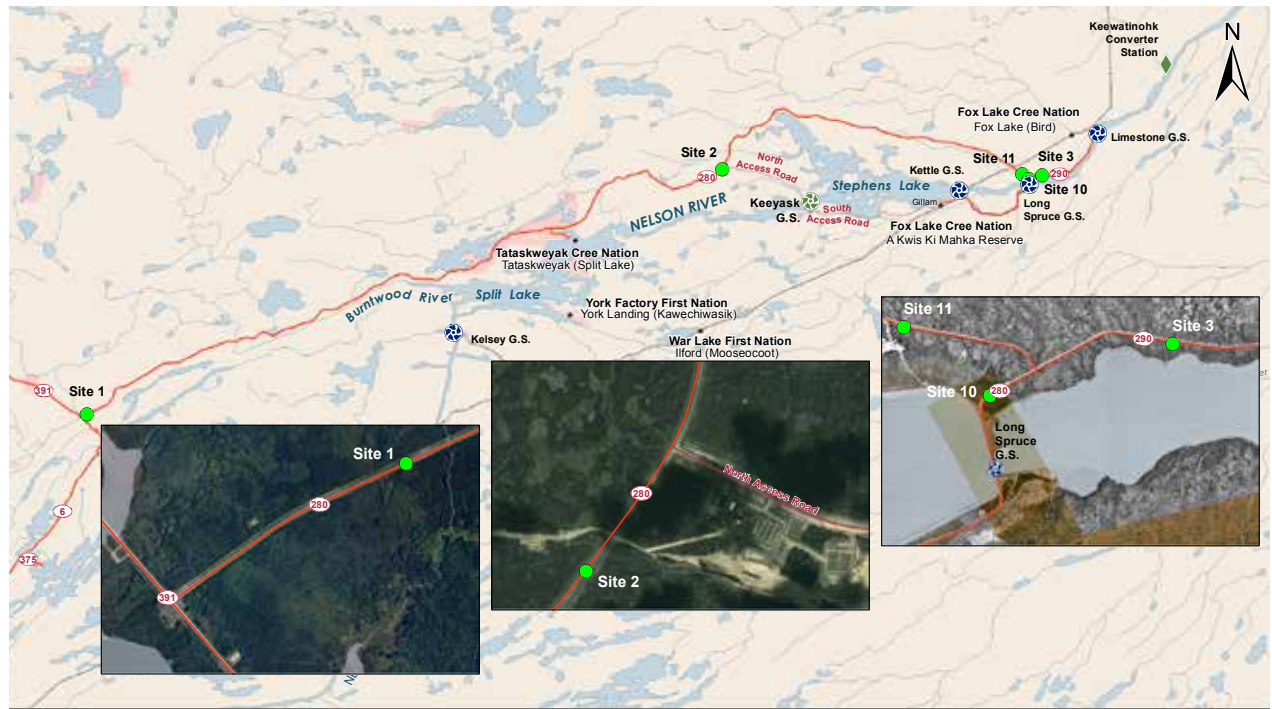 Keewatinohk
Converter
Station
N
Fox Lake Cree Nation
Fox Lake (Bird)
Limestone G.S.
Site 2
North
Access Road
280
Site 11
Site 3
290
Kettle G.S.
Stephens Lake
Site 10
Long
Spruce G.S.
Gillam
Keeyask
G.S.
South
Access Road
NELSON RIVER
Fox Lake Cree Nation
A Kwis Ki Mahka Reserve
Tataskweyak Cree Nation
Tataskweyak (Split Lake)
Burntwood River
Split Lake
York Factory First Nation
York Landing (Kawechiwasik)
Kelsey G.S.
War Lake First Nation
Ilford (Mooseocoot)
391
Site 1
6
375
Site 1
280
391
280
North Access Road
Site 2
Site 11
290
Site 3
Site 10
280
Long
Spruce
G.S.